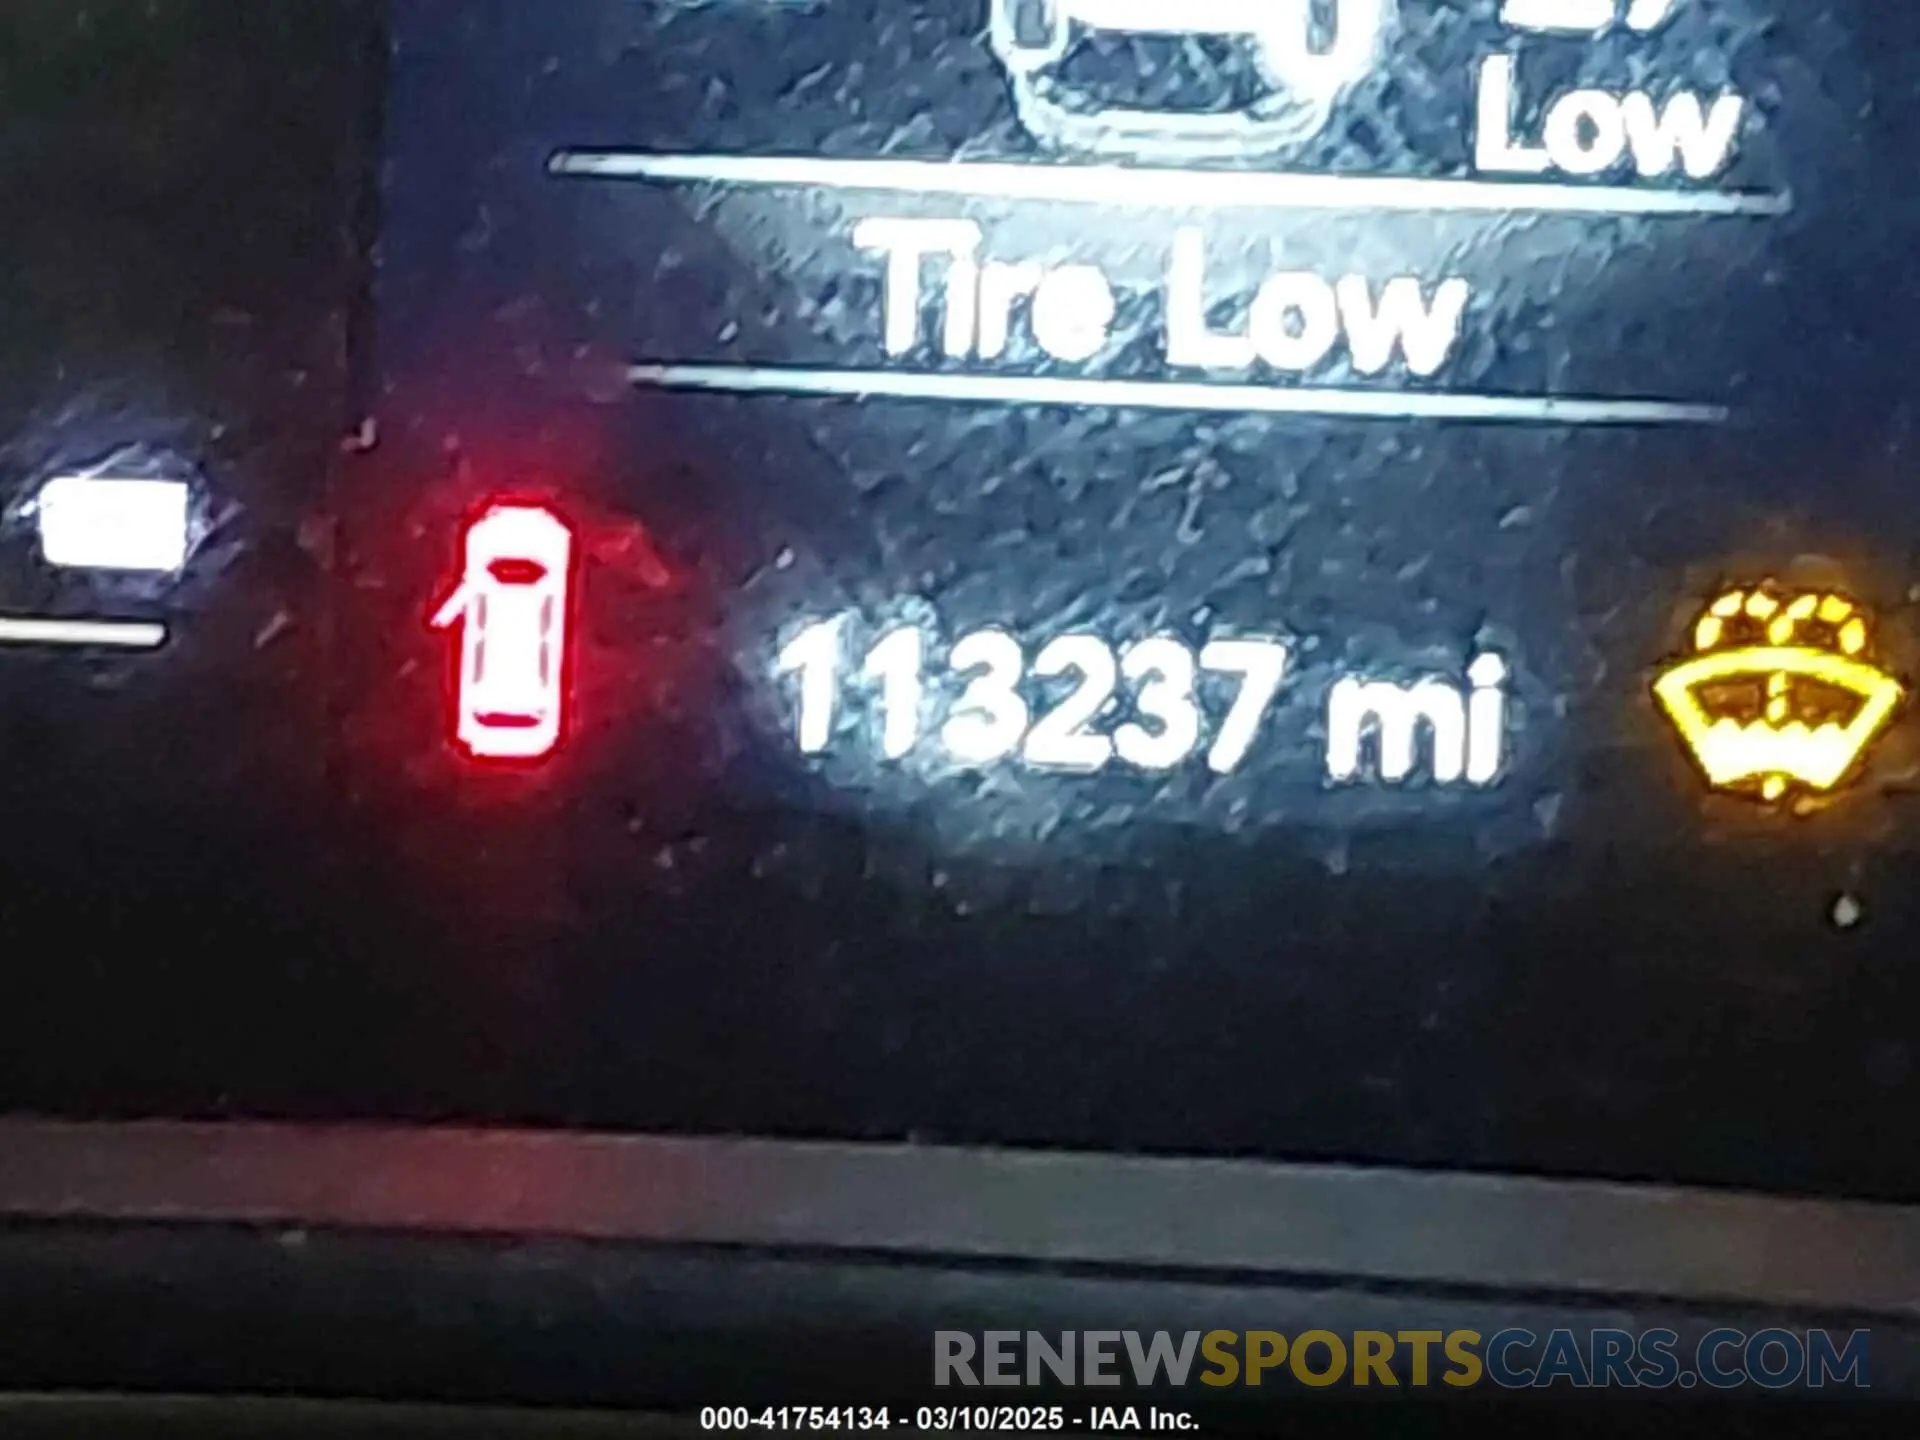 Low
Tire Low
113237 mi
RENEWSPORTSCARS.COM
000-41754134 - 03/10/2025 - IAA Inc.